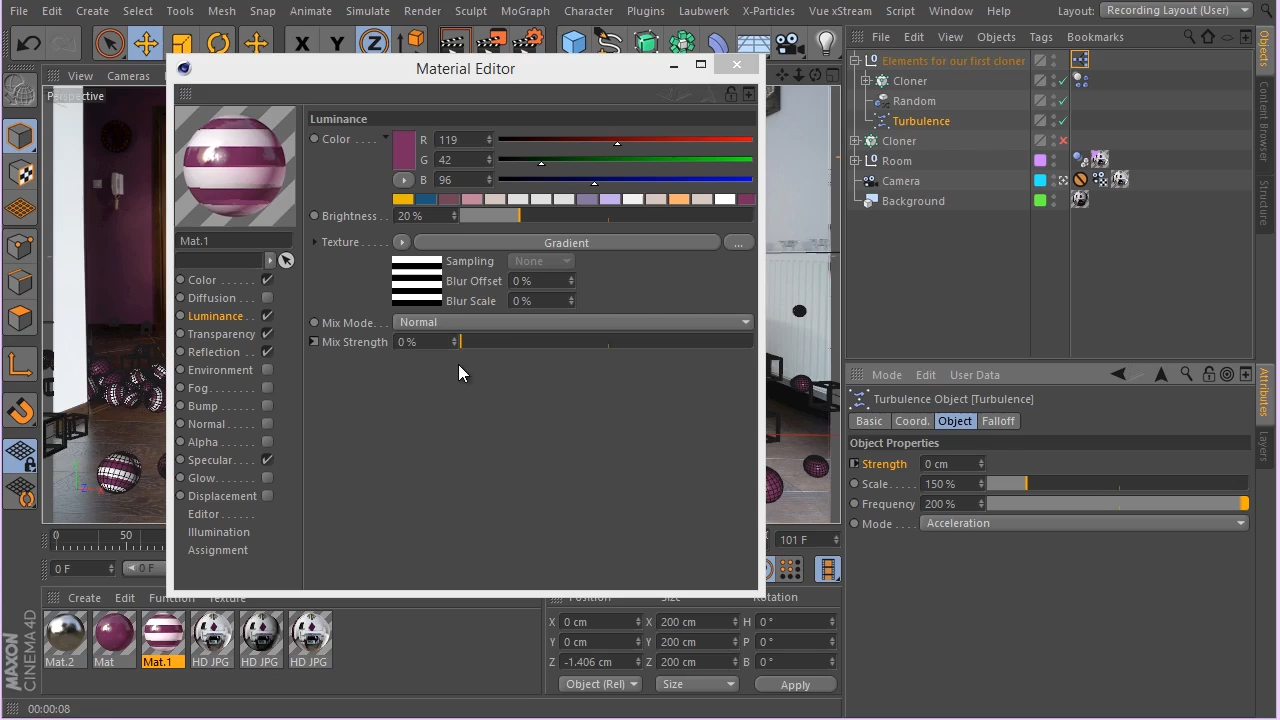 File Edit Create Select Tools Mesh Snap Animate Simulate Render Sculpt MoGraph Character Plugins Laubwerk X-Particles Vue xStream Script Window Help Layout: Recording Layout (User)
X Y Z
File Edit View Objects Tags Bookmarks
Objects
Content Browser
Structure
Attributes
Layers
View Cameras
Perspective
Material Editor
Elements for our first cloner
Cloner
Random
Turbulence
Cloner
Room
Camera
Background
Luminance
Color . . . .
R 119
G 42
B 96
Brightness . . 20 %
Texture . . . . . Gradient ...
Sampling None
Blur Offset 0 %
Blur Scale 0 %
Mix Mode. . . Normal
Mix Strength 0 %
Mat.1
Color . . . . . .
Diffusion . . . .
Luminance. . .
Transparency
Reflection . . .
Environment
Fog. . . . . . . .
Bump . . . . . .
Normal . . . . .
Alpha . . . . . .
Specular. . . .
Glow. . . . . . .
Displacement
Editor . . . . . .
Illumination
Assignment
Mode Edit User Data
Turbulence Object [Turbulence]
Basic Coord. Object Falloff
Object Properties
Strength 0 cm
Scale. . . . . 150 %
Frequency 200 %
Mode . . . . Acceleration
0 50
101 F
0 F 0 F
Create Edit Function Texture
Position Size Rotation
Mat.2 Mat Mat.1 HD JPG HD JPG HD JPG
X 0 cm X 200 cm H 0 °
Y 0 cm Y 200 cm P 0 °
Z -1.406 cm Z 200 cm B 0 °
Object (Rel) Size Apply
MAXON
CINEMA 4D
00:00:08